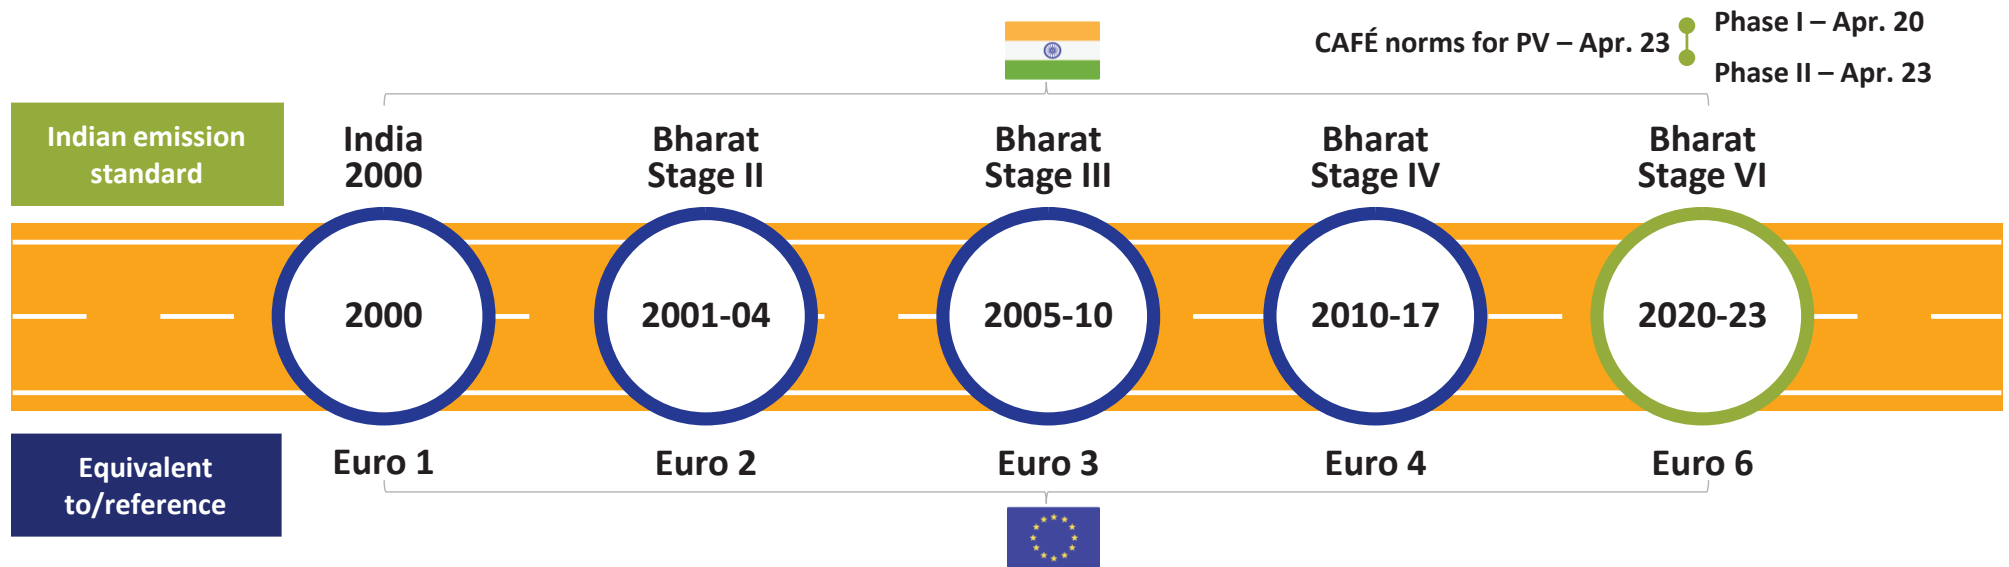 CAFÉ norms for PV – Apr. 23
Phase I – Apr. 20
Phase II – Apr. 23
Indian emission
standard
India
2000
Bharat
Stage II
Bharat
Stage III
Bharat
Stage IV
Bharat
Stage VI
2000
2001-04
2005-10
2010-17
2020-23
Equivalent
to/reference
Euro 1
Euro 2
Euro 3
Euro 4
Euro 6